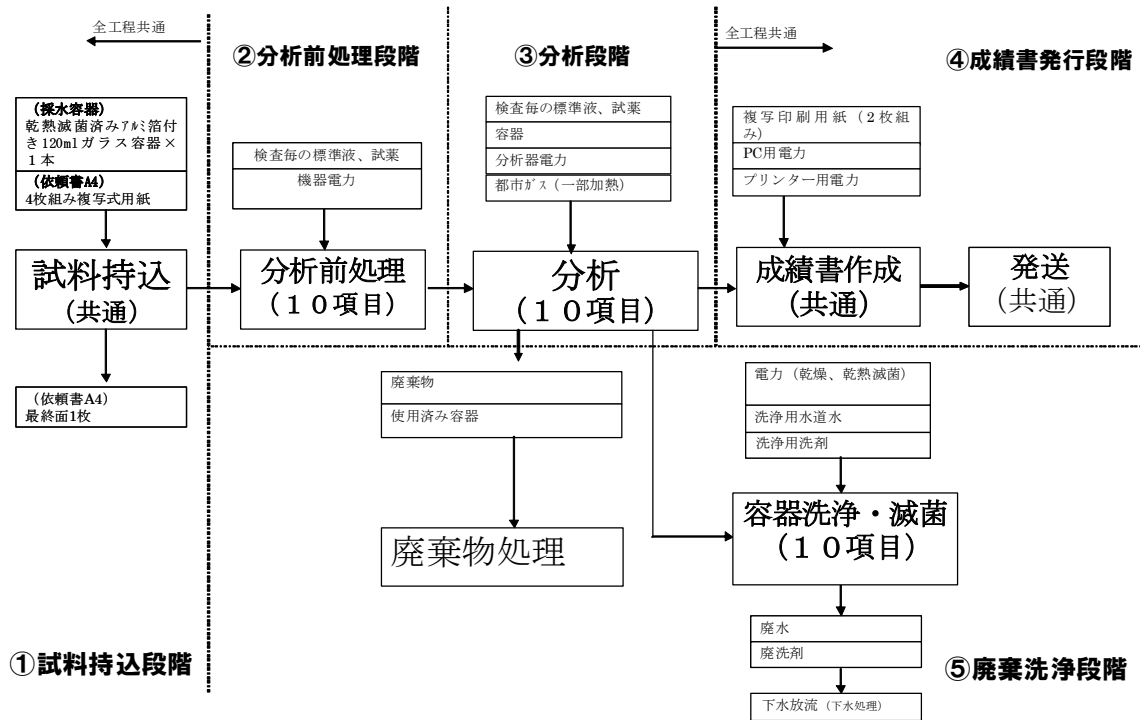 全工程共通
②分析前処理段階
③分析段階
全工程共通
④成績書発行段階
(採水容器)
乾熱滅菌済みｱﾙﾐ箔付
き120mlガラス容器×
１本
(依頼書A4)
4枚組み複写式用紙
検査毎の標準液、試薬
機器電力
検査毎の標準液、試薬
容器
分析器電力
都市ｶﾞｽ（一部加熱）
複写印刷用紙（２枚組
み）
PC用電力
プリンター用電力
試料持込
(共通)
分析前処理
(１０項目)
分析
(１０項目)
成績書作成
(共通)
発送
(共通)
(依頼書A4)
最終面1枚
廃棄物
使用済み容器
電力（乾燥、乾熱滅菌）
洗浄用水道水
洗浄用洗剤
廃棄物処理
容器洗浄・滅菌
(１０項目)
廃水
廃洗剤
下水放流（下水処理）
①試料持込段階
⑤廃棄洗浄段階